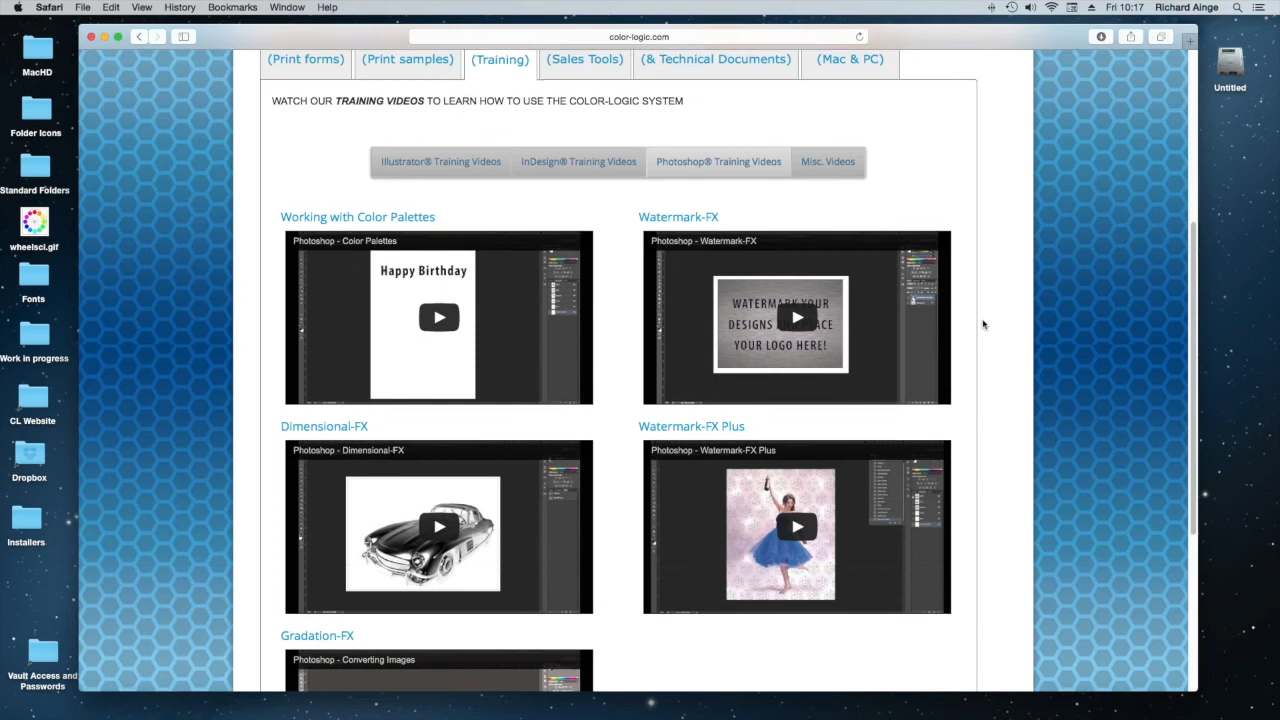 Safari File Edit View History Bookmarks Window Help
Fri 10:17 Richard Ainge
color-logic.com
MacHD
Folder Icons
Standard Folders
wheelsci.gif
Fonts
Work in progress
CL Website
Dropbox
Installers
Vault Access and
Passwords
Untitled
(Print forms) (Print samples) (Training) (Sales Tools) (& Technical Documents) (Mac & PC)
WATCH OUR TRAINING VIDEOS TO LEARN HOW TO USE THE COLOR-LOGIC SYSTEM
Illustrator® Training Videos InDesign® Training Videos Photoshop® Training Videos Misc. Videos
Working with Color Palettes
Photoshop - Color Palettes
Happy Birthday
Watermark-FX
Photoshop - Watermark-FX
WATERMARK YOUR
DESIGNS PLACE
YOUR LOGO HERE!
Dimensional-FX
Photoshop - Dimensional-FX
Watermark-FX Plus
Photoshop - Watermark-FX Plus
Gradation-FX
Photoshop - Converting Images